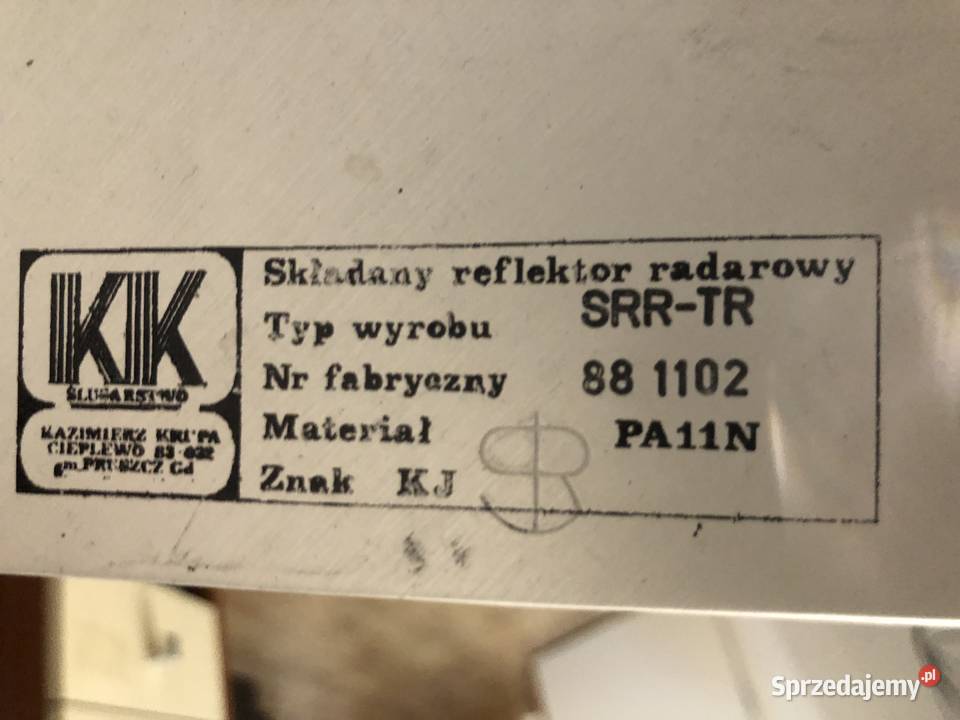 KK
ŚLUSARSTWO
KAZIMIERZ KRUPA
CIEPLEWO 83-032
gm. PRUSZCZ Gd
Składany reflektor radarowy
Typ wyrobu SRR-TR
Nr fabryczny 88 1102
Materiał PA11N
Znak KJ
Sprzedajemy.pl